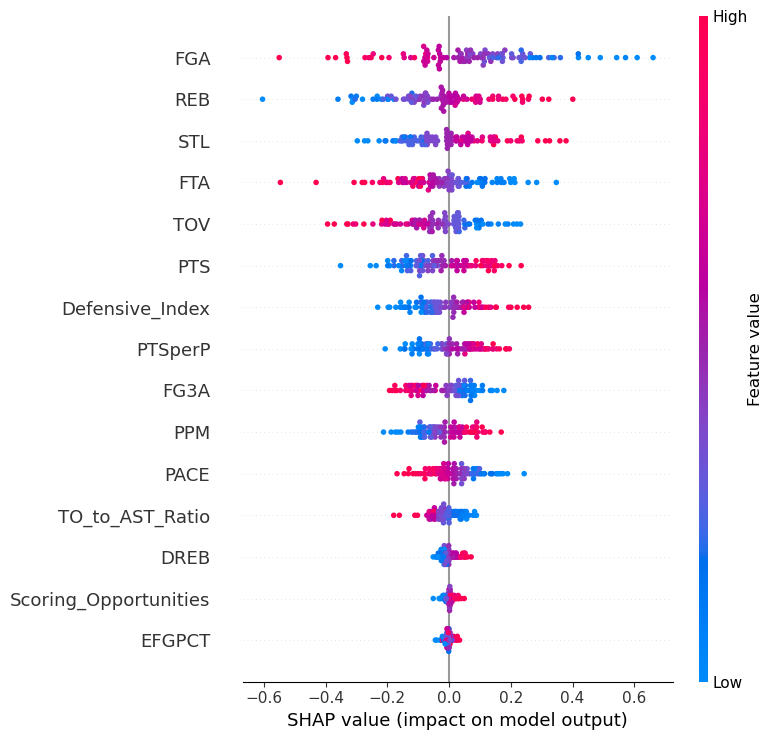 High
FGA
REB
STL
FTA
TOV
PTS
Defensive_Index
PTSperP
FG3A
PPM
PACE
TO_to_AST_Ratio
DREB
Scoring_Opportunities
EFGPCT
Feature value
Low
−0.6 −0.4 −0.2 0.0 0.2 0.4 0.6
SHAP value (impact on model output)